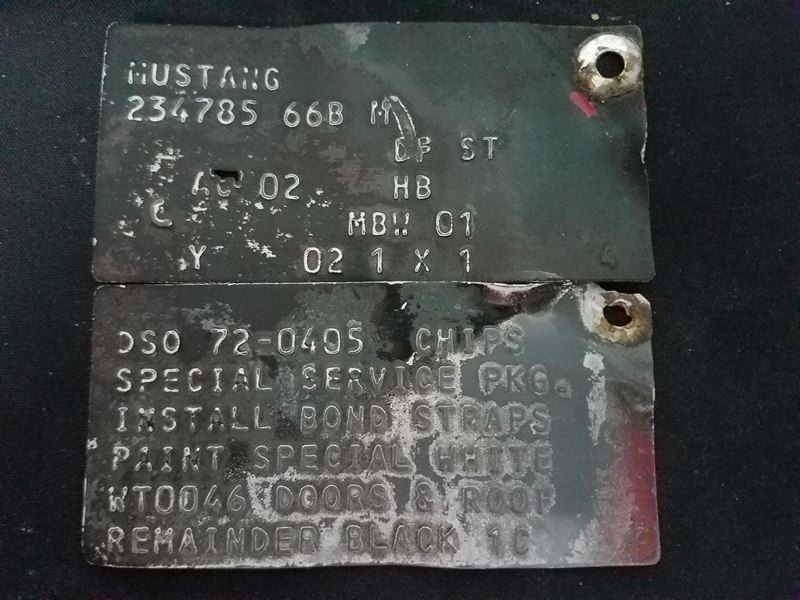 MUSTANG
234785 66B M
DF ST
02 HB
C MBW 01
Y 02 1 X 1
4
DSO 72-0405 CHIPS
SPECIAL SERVICE PKG.
INSTALL BOND STRAPS
PAINT SPECIAL WHITE
WT0046 DOORS & ROOF
REMAINDER BLACK 1C